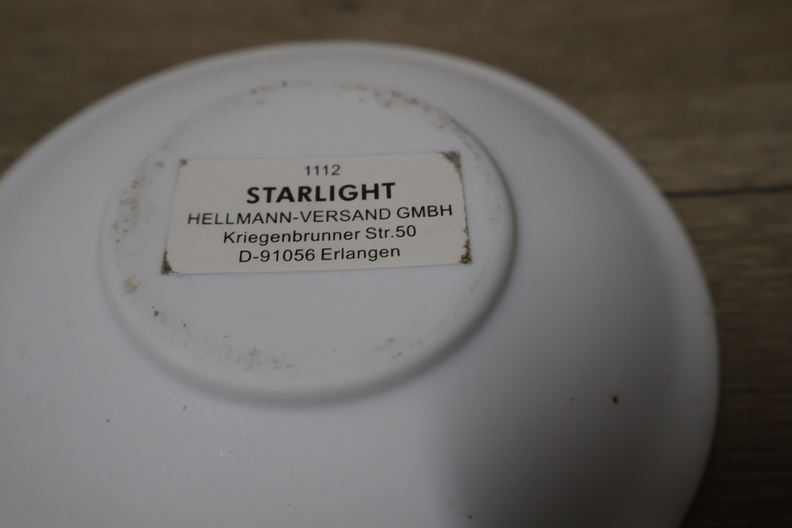 1112
STARLIGHT
HELLMANN-VERSAND GMBH
Kriegenbrunner Str.50
D-91056 Erlangen